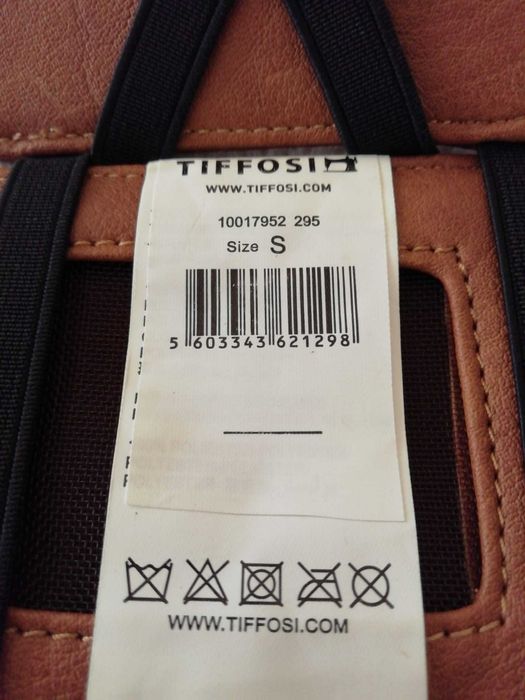 TIFFOSI
WWW.TIFFOSI.COM
10017952 295
Size S
5 603343 621298
WWW.TIFFOSI.COM